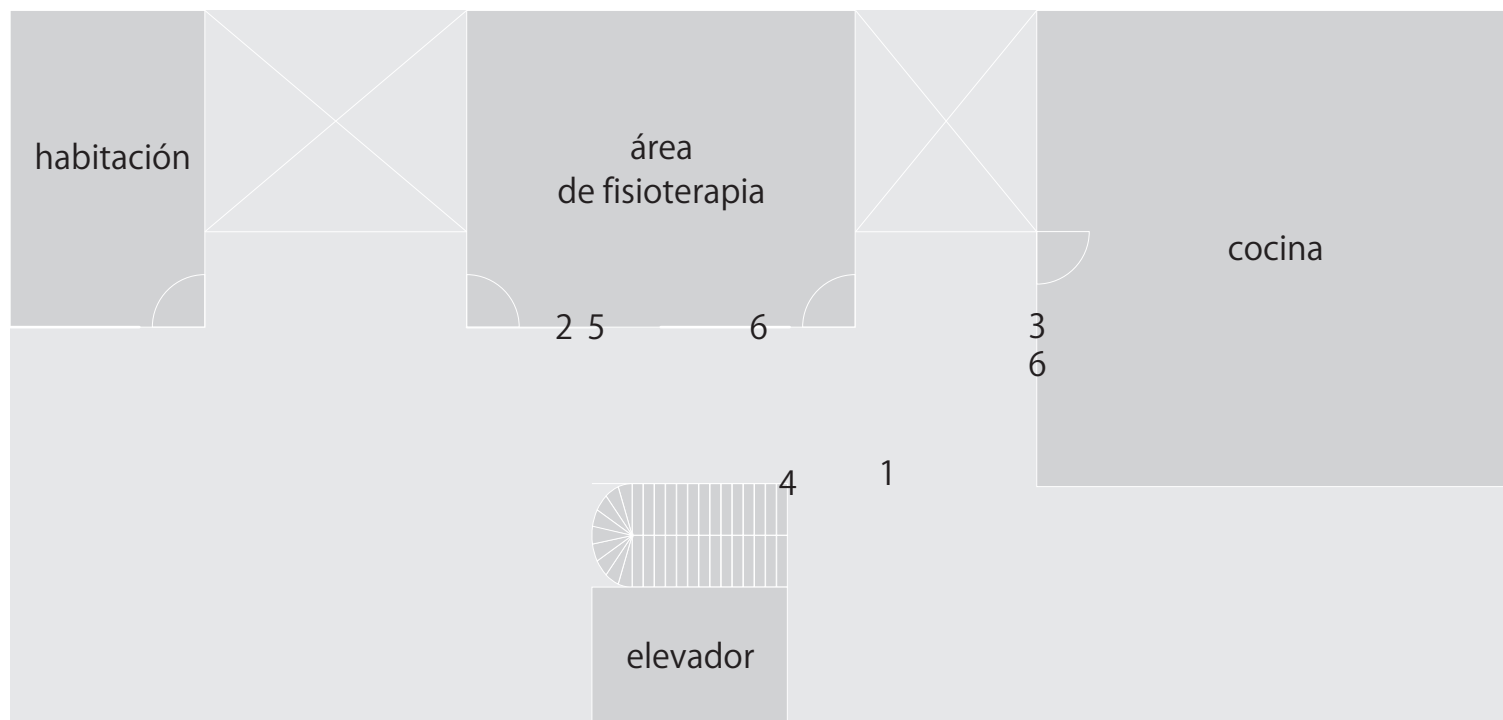 habitación
área
de fisioterapia
cocina
2 5
6
3
6
4
1
elevador